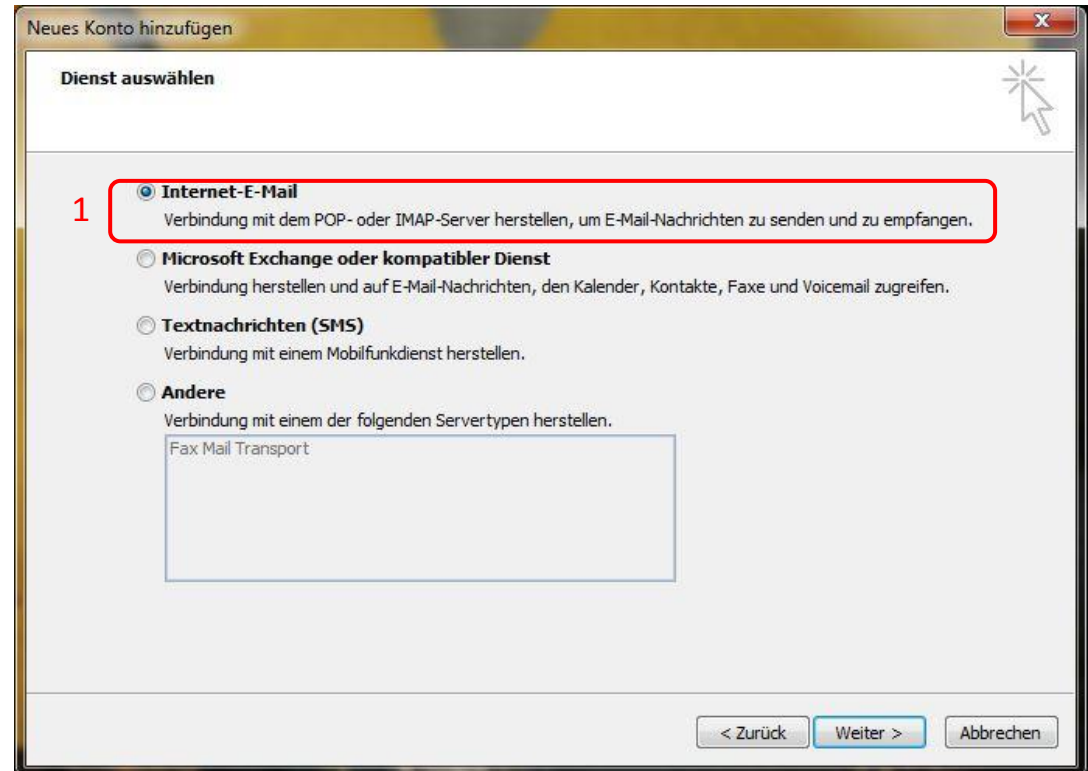 Neues Konto hinzufügen
Dienst auswählen
1
Internet-E-Mail
Verbindung mit dem POP- oder IMAP-Server herstellen, um E-Mail-Nachrichten zu senden und zu empfangen.
Microsoft Exchange oder kompatibler Dienst
Verbindung herstellen und auf E-Mail-Nachrichten, den Kalender, Kontakte, Faxe und Voicemail zugreifen.
Textnachrichten (SMS)
Verbindung mit einem Mobilfunkdienst herstellen.
Andere
Verbindung mit einem der folgenden Servertypen herstellen.
Fax Mail Transport
< Zurück Weiter > Abbrechen